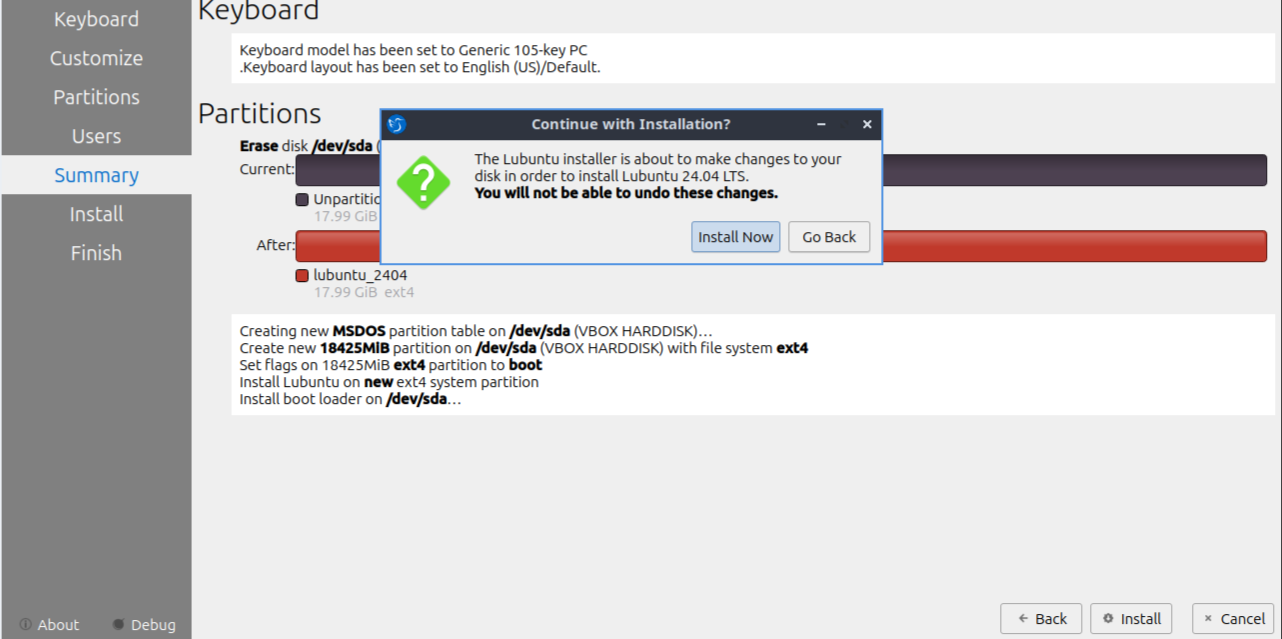 Keyboard
Customize
Partitions
Users
Summary
Install
Finish
About
Debug
Keyboard
Keyboard model has been set to Generic 105-key PC
.Keyboard layout has been set to English (US)/Default.
Partitions
Erase disk /dev/sda (
Current:
17.99 GiB
After:
lubuntu_2404
17.99 GiB ext4
Continue with Installation?
The Lubuntu installer is about to make changes to your
disk in order to install Lubuntu 24.04 LTS.
You will not be able to undo these changes.
Install Now
Go Back
Creating new MSDOS partition table on /dev/sda (VBOX HARDDISK)…
Create new 18425MiB partition on /dev/sda (VBOX HARDDISK) with file system ext4
Set flags on 18425MiB ext4 partition to boot
Install Lubuntu on new ext4 system partition
Install boot loader on /dev/sda…
Back
Install
Cancel